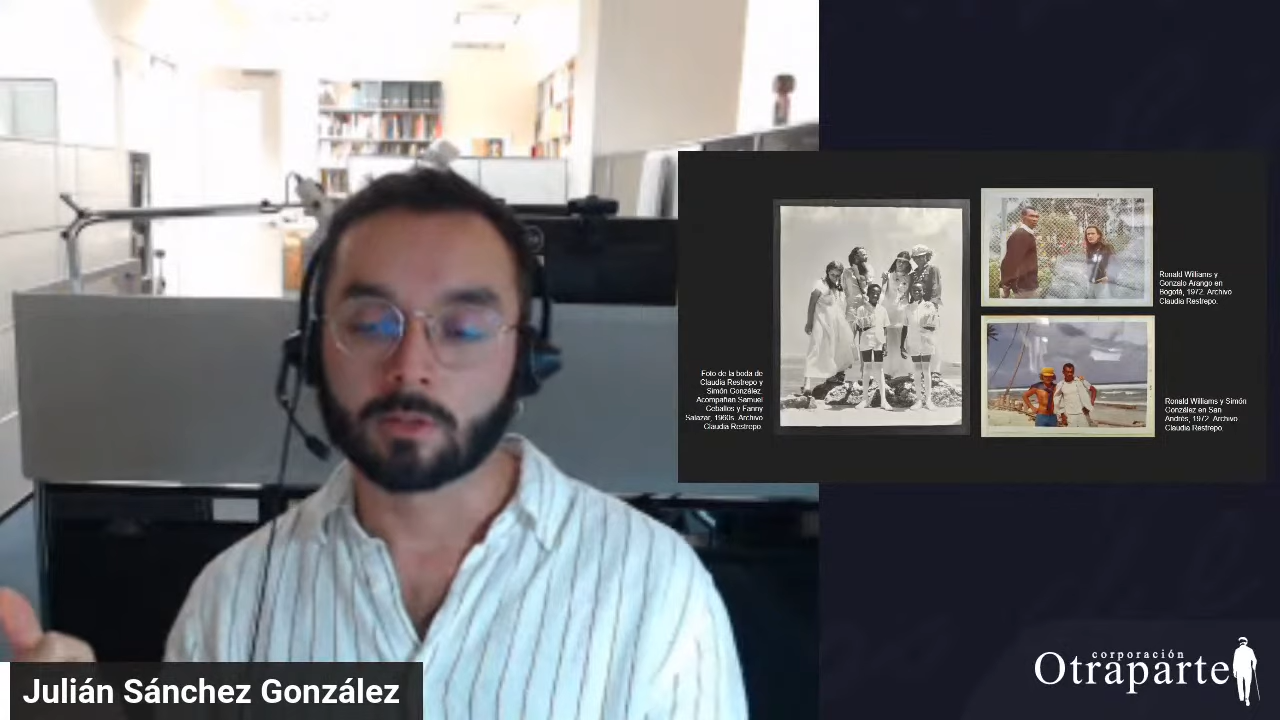 Foto de la boda de
Claudia Restrepo y
Simón González.
Acompañan Samuel
Ceballos y Fanny
Salazar, 1960s. Archivo
Claudia Restrepo.
Ronald Williams y
Gonzalo Arango en
Bogotá, 1972. Archivo
Claudia Restrepo.
Ronald Williams y Simón
González en San
Andrés, 1972. Archivo
Claudia Restrepo.
Julián Sánchez González
corporación
Otraparte